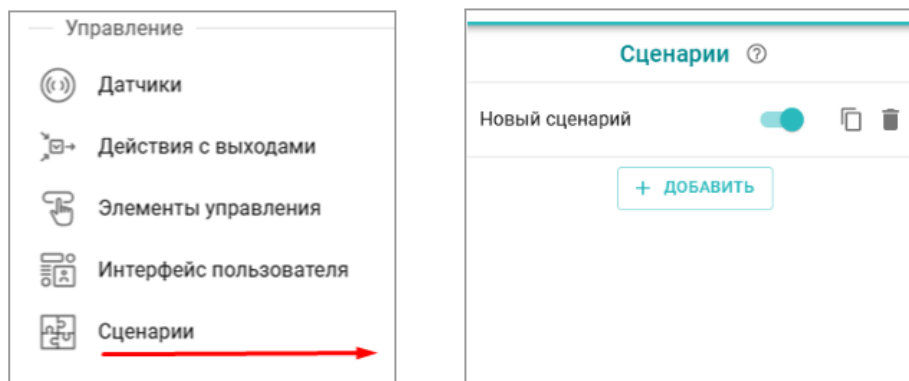 Управление
Датчики
Действия с выходами
Элементы управления
Интерфейс пользователя
Сценарии
Сценарии ?
Новый сценарий
+ ДОБАВИТЬ